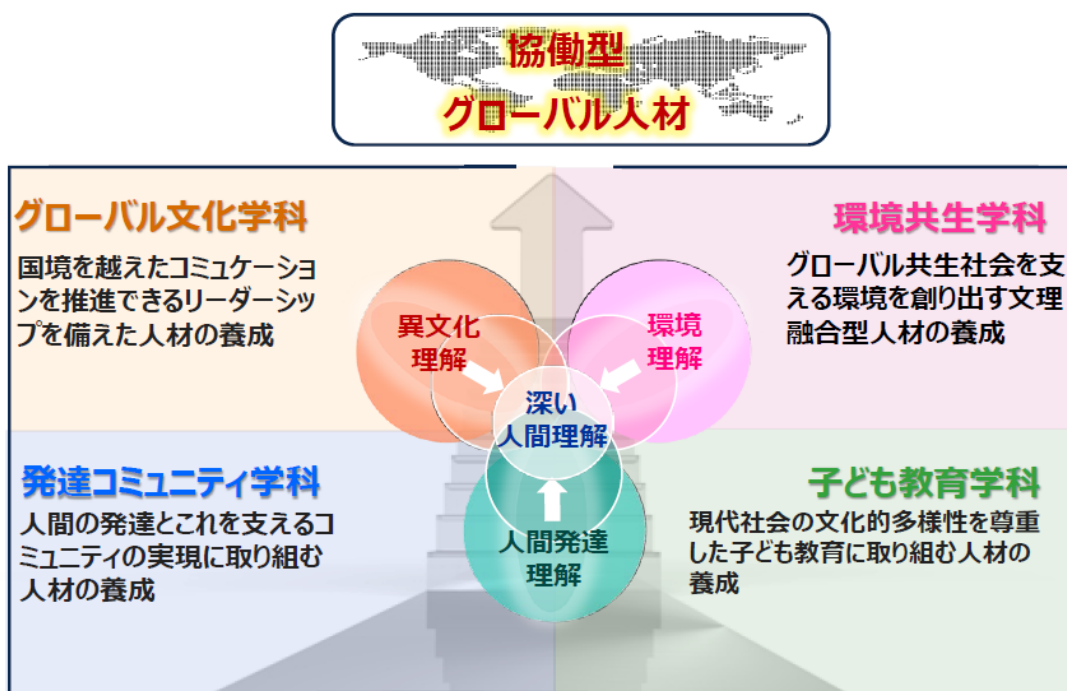 協働型
グローバル人材
グローバル文化学科
国境を越えたコミュケーショ
ンを推進できるリーダーシッ
プを備えた人材の養成
環境共生学科
グローバル共生社会を支
える環境を創り出す文理
融合型人材の養成
異文化
理解
環境
理解
深い
人間理解
人間発達
理解
発達コミュニティ学科
人間の発達とこれを支えるコ
ミュニティの実現に取り組む
人材の養成
子ども教育学科
現代社会の文化的多様性を尊重
した子ども教育に取り組む人材の
養成